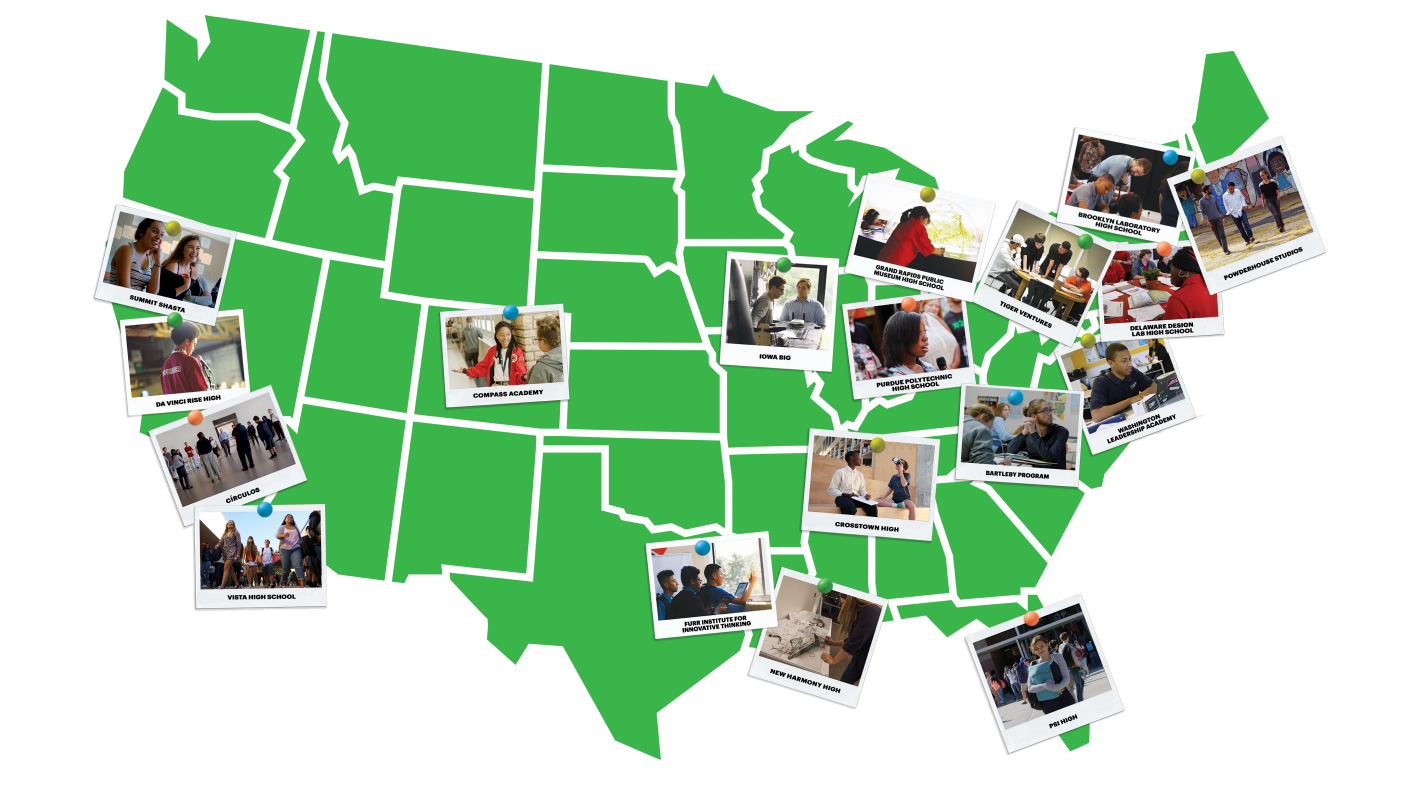 BROOKLYN LABORATORY
HIGH SCHOOL
POWERHOUSE STUDIOS
GRAND RAPIDS PUBLIC
MUSEUM HIGH SCHOOL
TIGER VENTURES
DELAWARE DESIGN
LAB HIGH SCHOOL
SUMMIT SHASTA
IOWA BIG
PURDUE POLYTECHNIC
HIGH SCHOOL
DA VINCI RISE HIGH
COMPASS ACADEMY
WASHINGTON
LEADERSHIP ACADEMY
CÍRCULOS
BARTLEBY PROGRAM
CROSSTOWN HIGH
VISTA HIGH SCHOOL
FURR INSTITUTE FOR
INNOVATIVE THINKING
NEW HARMONY HIGH
PSI HIGH